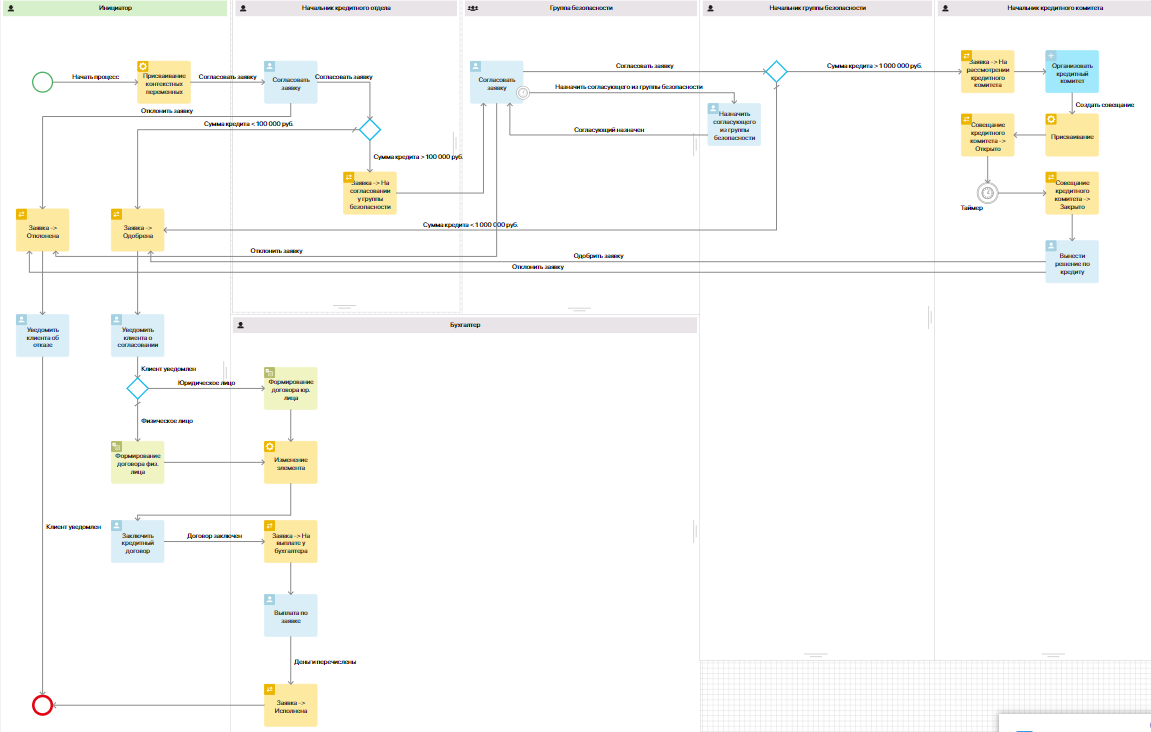 Инициатор
Начальник кредитного отдела
Группа безопасности
Начальник группы безопасности
Начальник кредитного комитета
Начать процесс
Присваивание
контекстных
переменных
Согласовать заявку
Согласовать
заявку
Согласовать заявку
Отклонить заявку
Сумма кредита < 100 000 руб.
Сумма кредита > 100 000 руб.
Заявка -> На
согласовании
у группы
безопасности
Согласовать
заявку
Согласовать заявку
Назначить согласующего из группы безопасности
Согласующий назначен
Назначить
согласующего
из группы
безопасности
Сумма кредита > 1 000 000 руб.
Заявка -> На
рассмотрении
кредитного
комитета
Организовать
кредитный
комитет
Создать совещание
Присваивание
Совещание
кредитного
комитета ->
Открыто
Таймер
Совещание
кредитного
комитета ->
Закрыто
Вынести
решение по
кредиту
Заявка ->
Отклонена
Заявка ->
Одобрена
Сумма кредита < 1 000 000 руб.
Отклонить заявку
Одобрить заявку
Отклонить заявку
Уведомить
клиента об
отказе
Уведомить
клиента о
согласовании
Бухгалтер
Клиент уведомлен
Юридическое лицо
Формирование
договора юр.
лица
Физическое лицо
Формирование
договора физ.
лица
Изменение
элемента
Клиент уведомлен
Заключить
кредитный
договор
Договор заключен
Заявка -> На
выплате у
бухгалтера
Выплата по
заявке
Деньги перечислены
Заявка ->
Исполнена